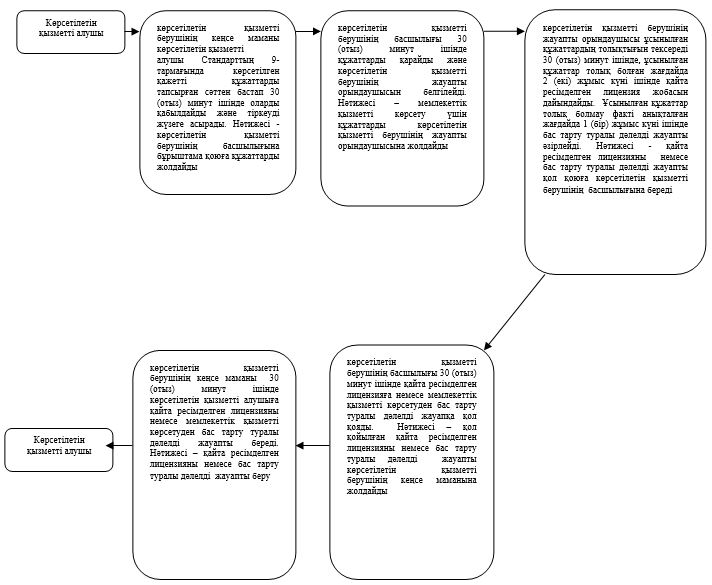 Көрсетілетін
қызметті алушы
көрсетілетін қызметті
берушінің кеңсе маманы
көрсетілетін қызметті
алушы Стандарттың 9-
тармағында көрсетілген
қажетті құжаттарды
тапсырған сәттен бастап 30
(отыз) минут ішінде оларды
қабылдайды және тіркеуді
жүзеге асырады. Нәтижесі -
көрсетілетін қызметті
берушінің басшылығына
бұрыштама қоюға құжаттарды
жолдайды
көрсетілетін қызметті
берушінің басшылығы 30
(отыз) минут ішінде
құжаттарды қарайды және
көрсетілетін қызметті
берушінің жауапты
орындаушысын белгілейді.
Нәтижесі – мемлекеттік
қызметті көрсету үшін
құжаттарды көрсетілетін
қызметті берушінің жауапты
орындаушысына жолдайды
көрсетілетін қызметті берушінің
жауапты орындаушысы ұсынылған
құжаттардың толықтығын тексереді
30 (отыз) минут ішінде, ұсынылған
құжаттар толық болған жағдайда
2 (екі) жұмыс күні ішінде қайта
ресімделген лицензия жобасын
дайындайды. Ұсынылған құжаттар
толық болмау факті анықталған
жағдайда 1 (бір) жұмыс күні ішінде
бас тарту туралы дәлелді жауапты
әзірлейді. Нәтижесі - қайта
ресімделген лицензияны немесе
бас тарту туралы дәлелді жауапты
қол қоюға көрсетілетін қызметті
берушінің басшылығына береді
көрсетілетін қызметті
берушінің басшылығы 30 (отыз)
минут ішінде қайта ресімделген
лицензияға немесе мемлекеттік
қызметті көрсетуден бас тарту
туралы дәлелді жауапқа қол
қояды. Нәтижесі – қол
қойылған қайта ресімделген
лицензияны немесе бас тарту
туралы дәлелді жауапты
көрсетілетін қызметті
берушінің кеңсе маманына
жолдайды
көрсетілетін қызметті
берушінің кеңсе маманы 30
(отыз) минут ішінде
көрсетілетін қызметті алушыға
қайта ресімделген лицензияны
немесе мемлекеттік қызметті
көрсетуден бас тарту туралы
дәлелді жауапты береді.
Нәтижесі – қайта ресімделген
лицензияны немесе бас тарту
туралы дәлелді жауапты беру
Көрсетілетін
қызметті алушы